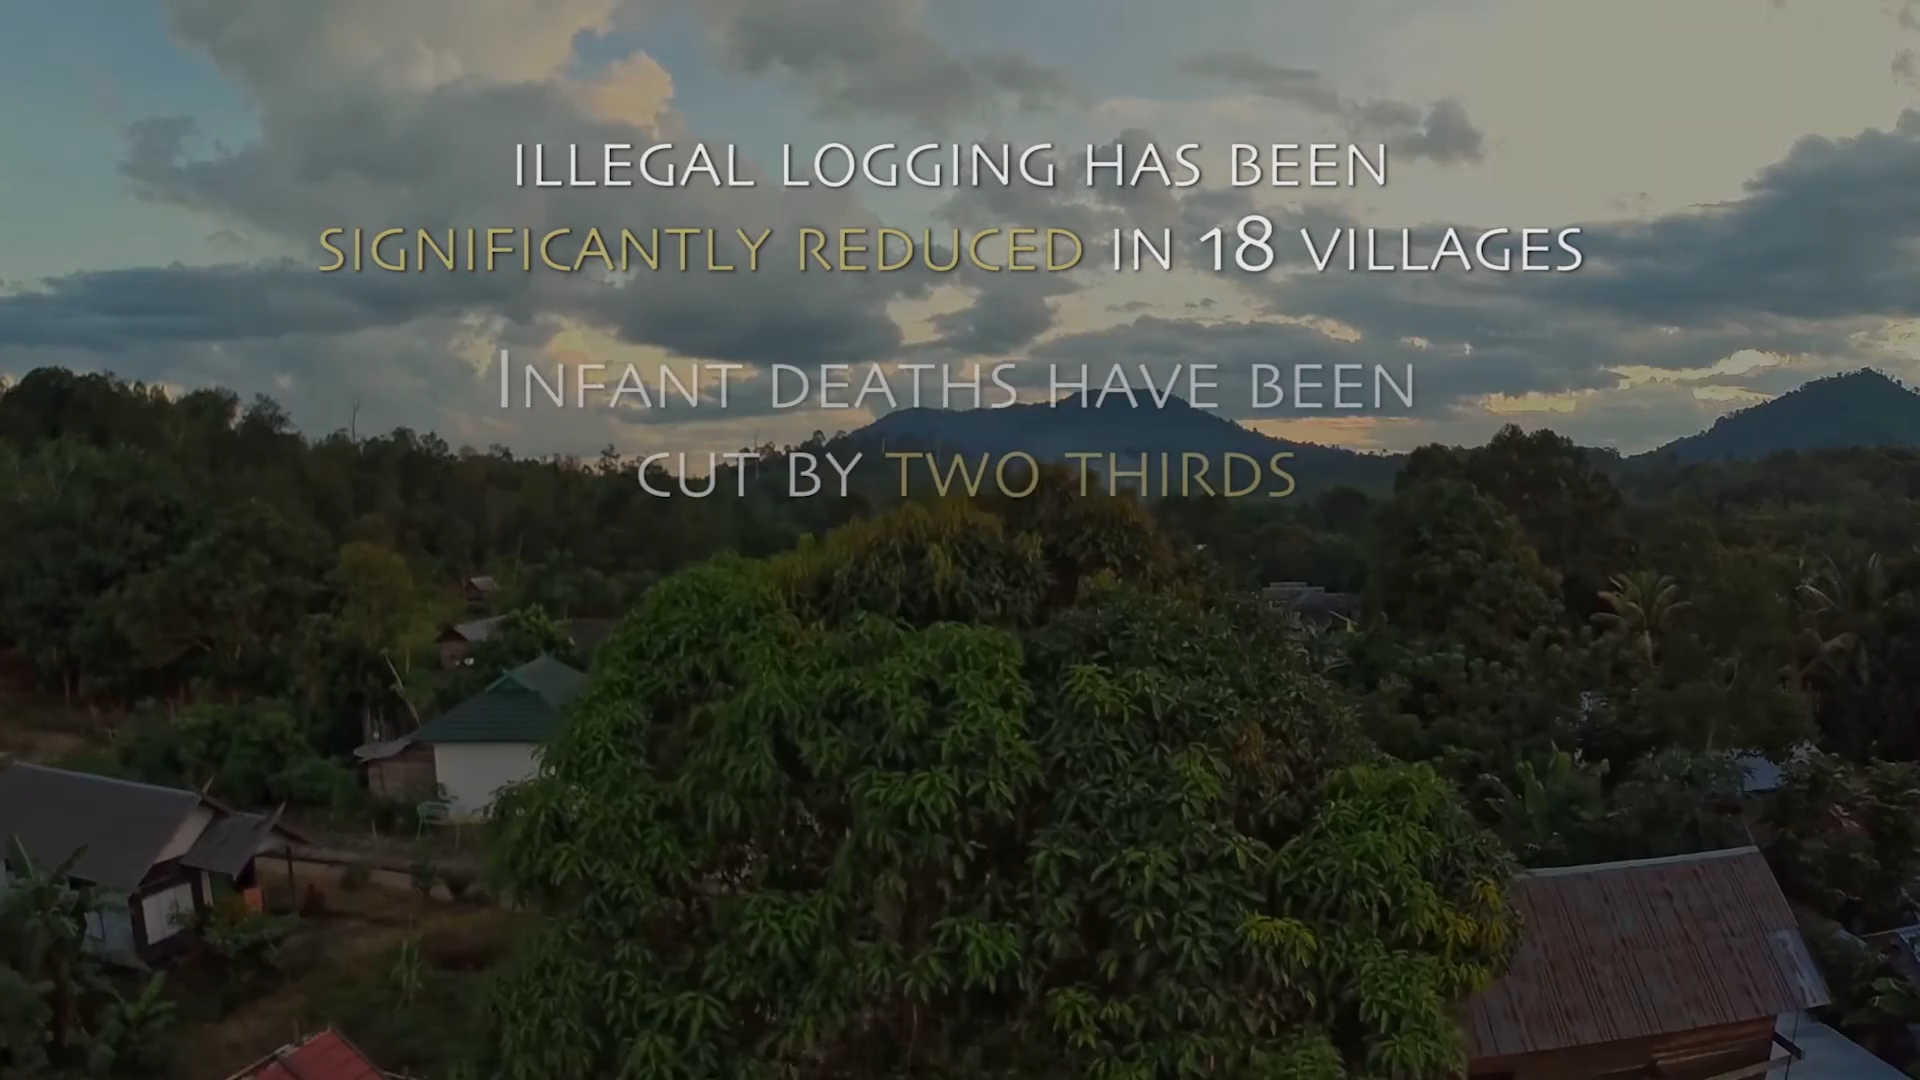 ILLEGAL LOGGING HAS BEEN
SIGNIFICANTLY REDUCED IN 18 VILLAGES
INFANT DEATHS HAVE BEEN
CUT BY TWO THIRDS